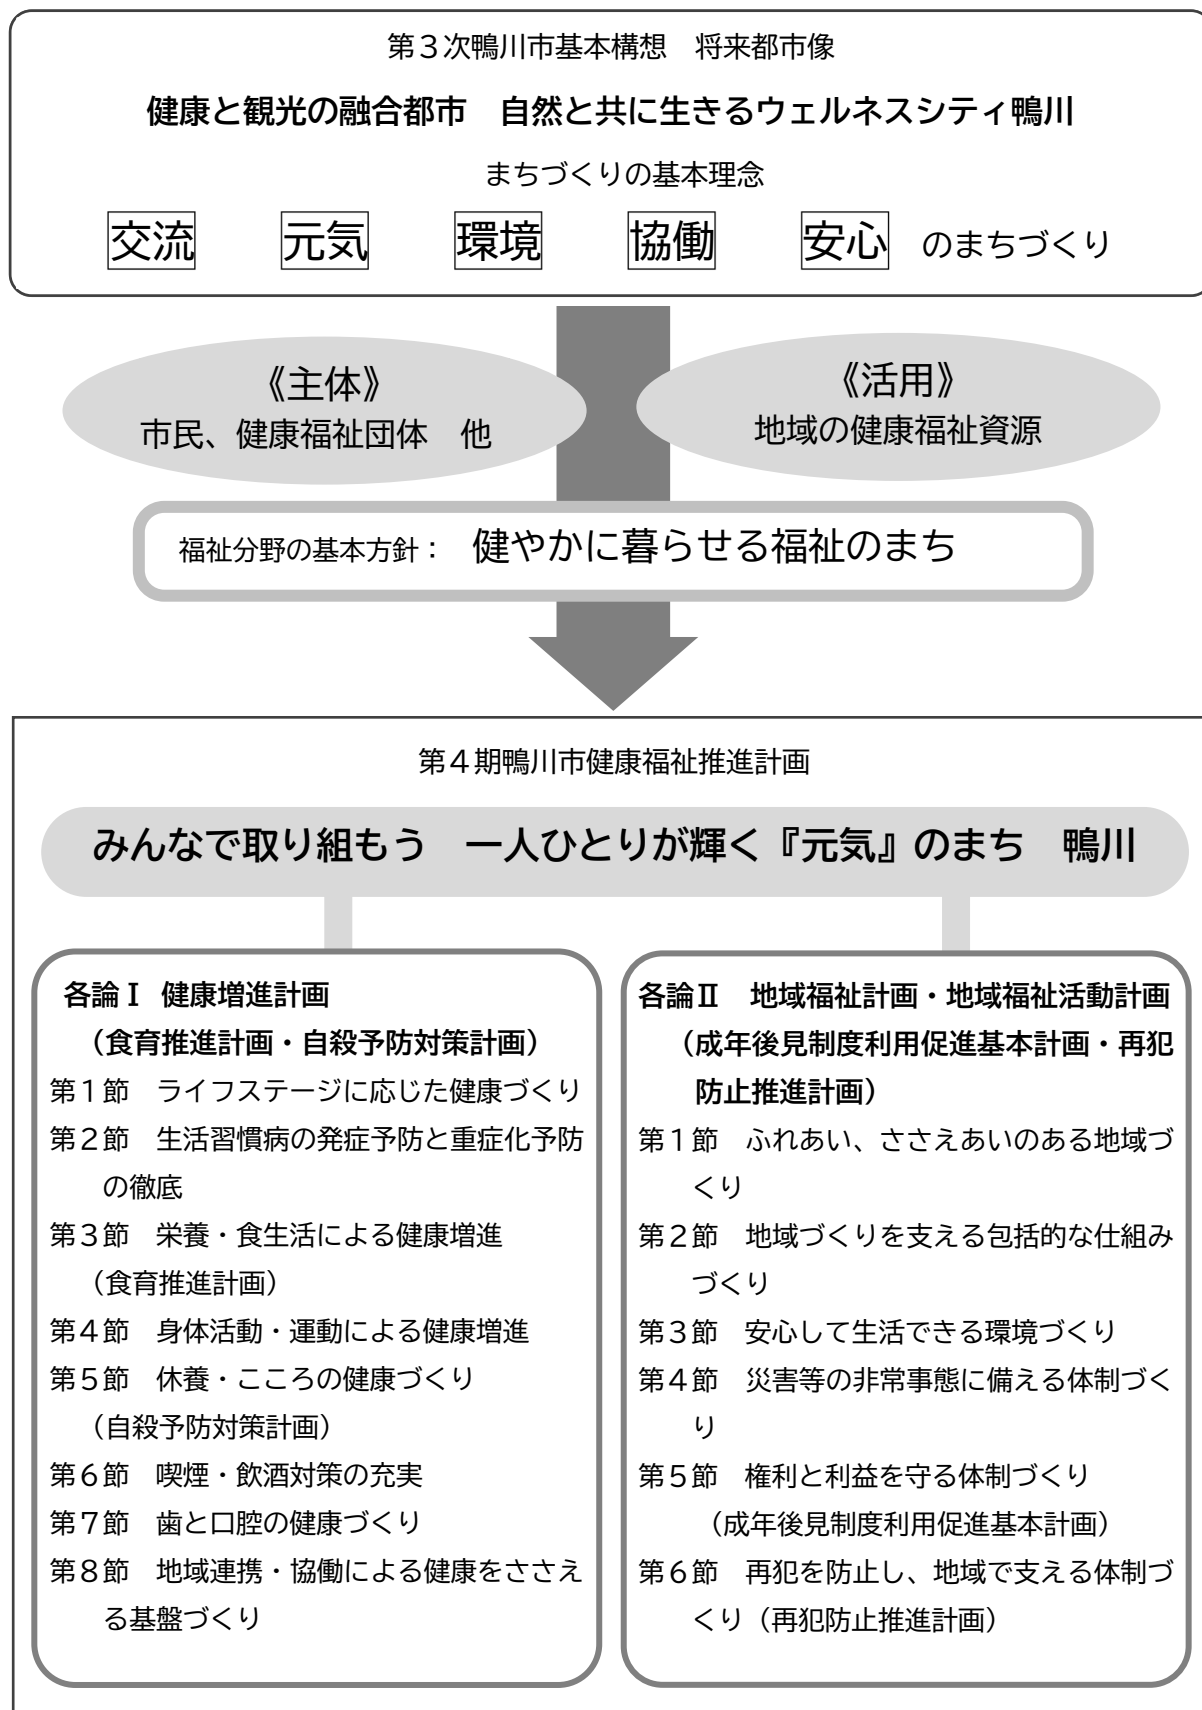 第３次鴨川市基本構想　将来都市像
健康と観光の融合都市　自然と共に生きるウェルネスシティ鴨川
まちづくりの基本理念
交流　元気　環境　協働　安心　のまちづくり
《主体》
市民、健康福祉団体　他
《活用》
地域の健康福祉資源
福祉分野の基本方針：　健やかに暮らせる福祉のまち
第４期鴨川市健康福祉推進計画
みんなで取り組もう　一人ひとりが輝く『元気』のまち　鴨川
各論Ⅰ 健康増進計画
（食育推進計画・自殺予防対策計画）
第１節　ライフステージに応じた健康づくり
第２節　生活習慣病の発症予防と重症化予防
の徹底
第３節　栄養・食生活による健康増進
（食育推進計画）
第４節　身体活動・運動による健康増進
第５節　休養・こころの健康づくり
（自殺予防対策計画）
第６節　喫煙・飲酒対策の充実
第７節　歯と口腔の健康づくり
第８節　地域連携・協働による健康をささえ
る基盤づくり
各論Ⅱ　地域福祉計画・地域福祉活動計画
（成年後見制度利用促進基本計画・再犯
防止推進計画）
第１節　ふれあい、ささえあいのある地域づ
くり
第２節　地域づくりを支える包括的な仕組み
づくり
第３節　安心して生活できる環境づくり
第４節　災害等の非常事態に備える体制づく
り
第５節　権利と利益を守る体制づくり
（成年後見制度利用促進基本計画）
第６節　再犯を防止し、地域で支える体制づ
くり（再犯防止推進計画）